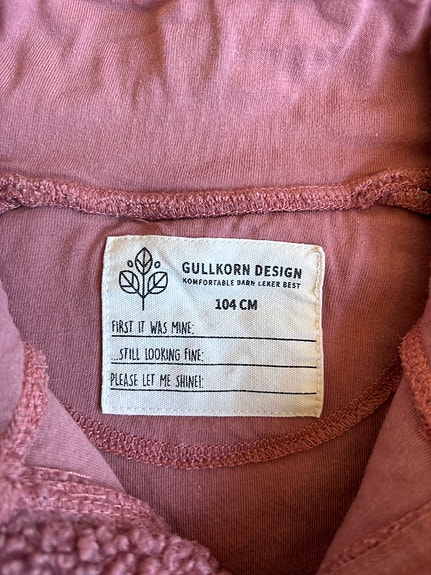 GULLKORN DESIGN
KOMFORTABLE BARN LEKER BEST
104 CM
FIRST IT WAS MINE:
...STILL LOOKING FINE:
PLEASE LET ME SHINE!: